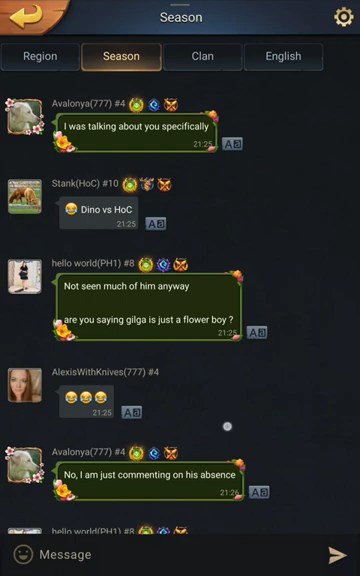 Season
Region
Season
Clan
English
Avalonya(777) #4
I was talking about you specifically
21:25
Stank(HoC) #10
😂 Dino vs HoC
21:25
hello world(PH1) #8
Not seen much of him anyway
are you saying gilga is just a flower boy ?
21:25
AlexisWithKnives(777) #4
😂😂😂
21:25
Avalonya(777) #4
No, I am just commenting on his absence
21:26
hello world(PH1) #8
Message